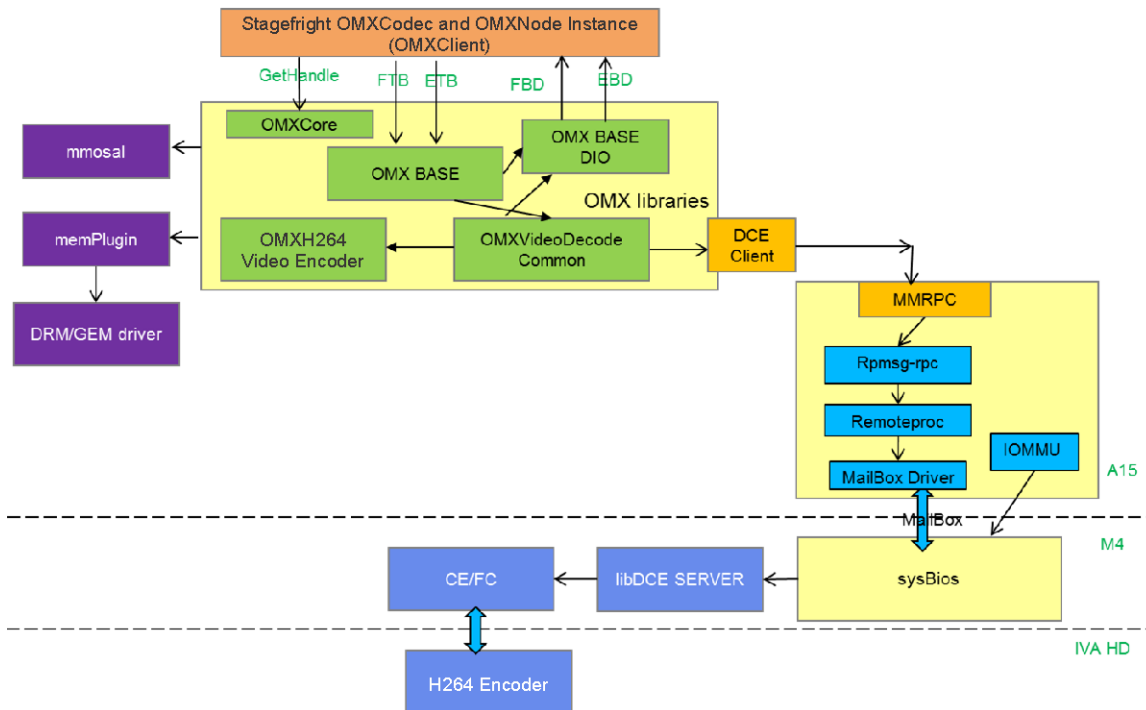 Stagefright OMXCodec and OMXNode Instance
(OMXClient)
GetHandle
FTB
ETB
FBD
EBD
OMXCore
OMX BASE
DIO
mmosal
OMX BASE
OMX libraries
memPlugin
OMXH264
Video Encoder
OMXVideoDecode
Common
DCE
Client
MMRPC
DRM/GEM driver
Rpmsg-rpc
Remoteproc
IOMMU
MailBox Driver
A15
MailBox
M4
CE/FC
libDCE SERVER
sysBios
IVA HD
H264 Encoder